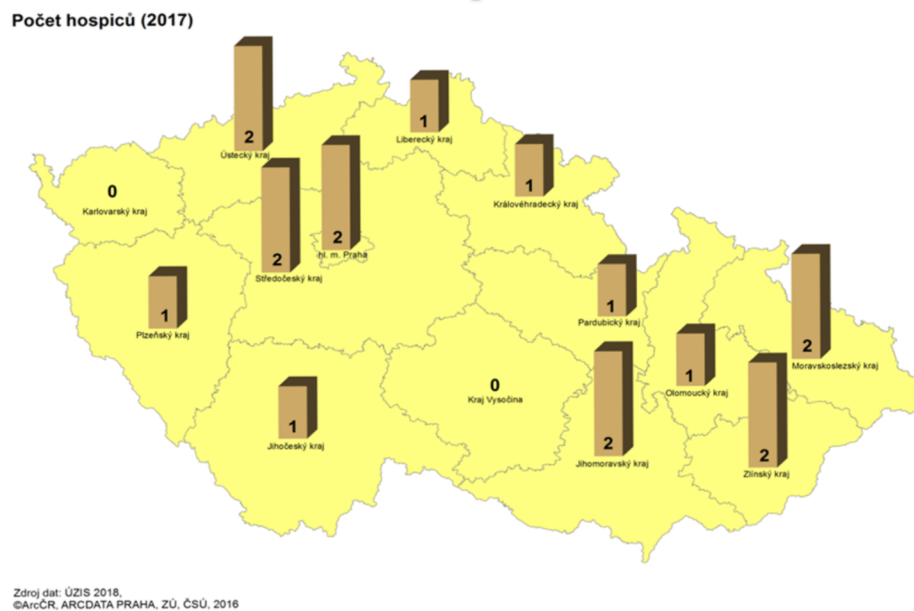 Počet hospiců (2017)
2
Ústecký kraj
1
Liberecký kraj
1
Královéhradecký kraj
0
Karlovarský kraj
2
hl. m. Praha
2
Středočeský kraj
1
Plzeňský kraj
1
Pardubický kraj
2
Moravskoslezský kraj
1
Olomoucký kraj
0
Kraj Vysočina
1
Jihočeský kraj
2
Jihomoravský kraj
2
Zlínský kraj
Zdroj dat: ÚZIS 2018,
©ArcČR, ARCDATA PRAHA, ZÚ, ČSÚ, 2016